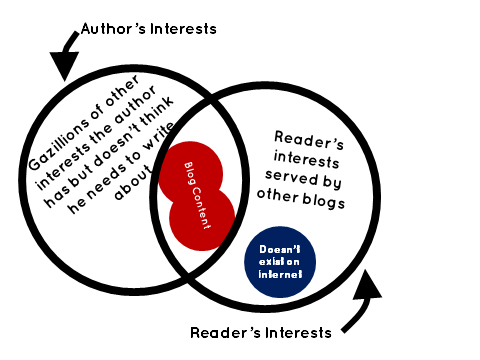 Author's Interests
Gazillions of other
interests the author
has but doesn't think
he needs to write
about
Blog Content
Reader's
interests
served by
other blogs
Doesn't
exist on
internet
Reader's Interests